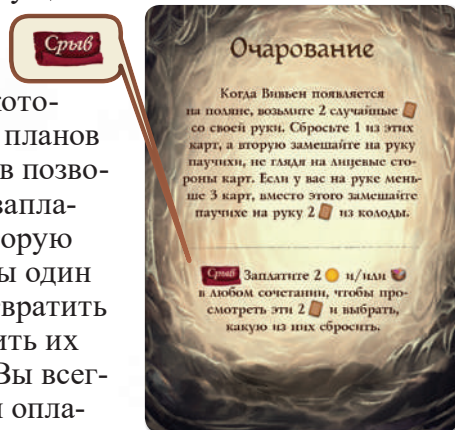 Срыв
ото-
планов
в позво-
запла-
орую
ы один
вратить
ить их
Вы всег-
опла-
Очарование
Когда Вивьен появляется
на поляне, возьмите 2 случайные
со своей руки. Сбросьте 1 из этих
карт, а вторую замешайте на руку
паучихи, не глядя на лицевые сто-
роны карт. Если у вас на руке мень-
ше 3 карт, вместо этого замешайте
паучихе на руку 2 из колоды.
Срыв Заплатите 2 и/или
в любом сочетании, чтобы про-
смотреть эти 2 и выбрать,
какую из них сбросить.